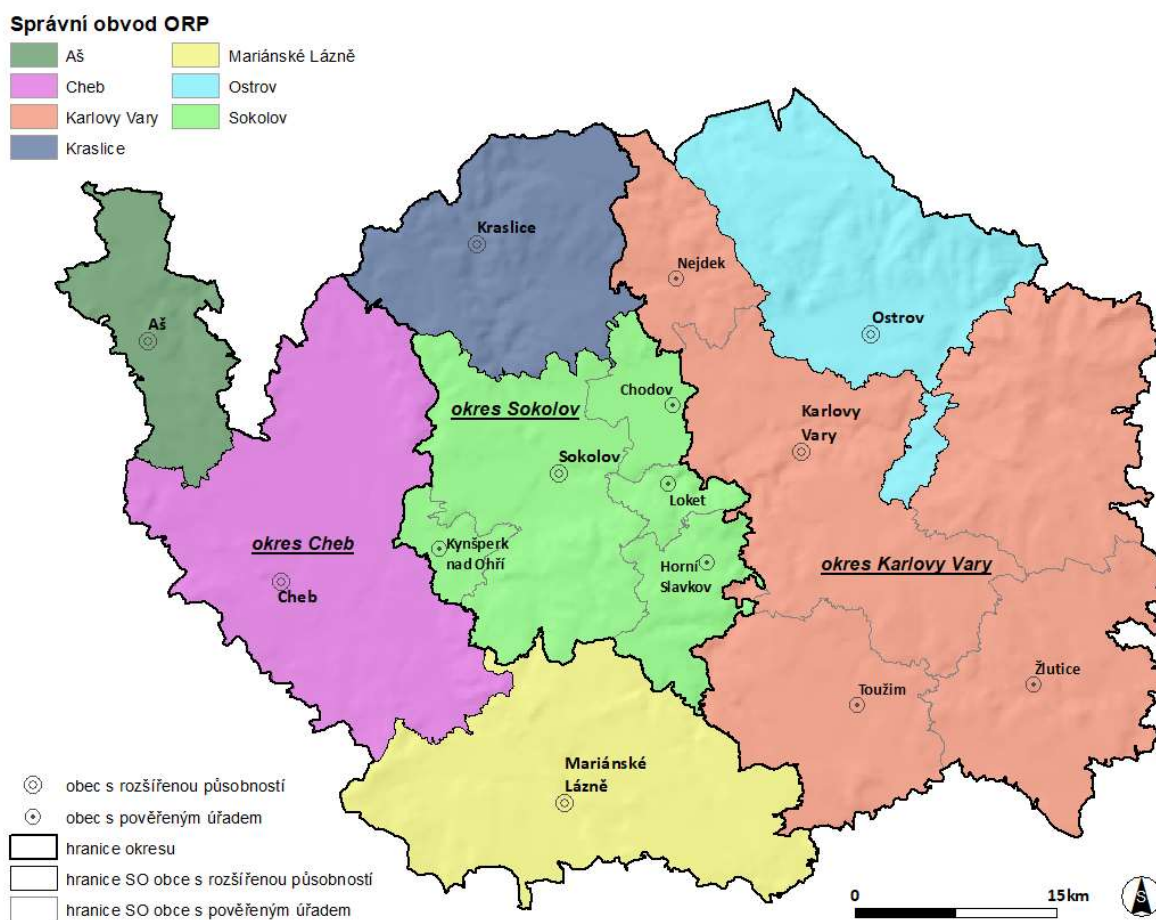 Správní obvod ORP
Aš
Cheb
Karlovy Vary
Kraslice
Mariánské Lázně
Ostrov
Sokolov
Kraslice
Nejdek
Aš
Ostrov
Chodov
okres Sokolov
Karlovy
Vary
Sokolov
Loket
okres Cheb
Kynšperk
nad Ohří
Horní
Slavkov
okres Karlovy Vary
Cheb
Žlutice
Toužim
Mariánské
Lázně
obec s rozšířenou působností
obec s pověřeným úřadem
hranice okresu
hranice SO obce s rozšířenou působností
hranice SO obce s pověřeným úřadem
0 15km
S